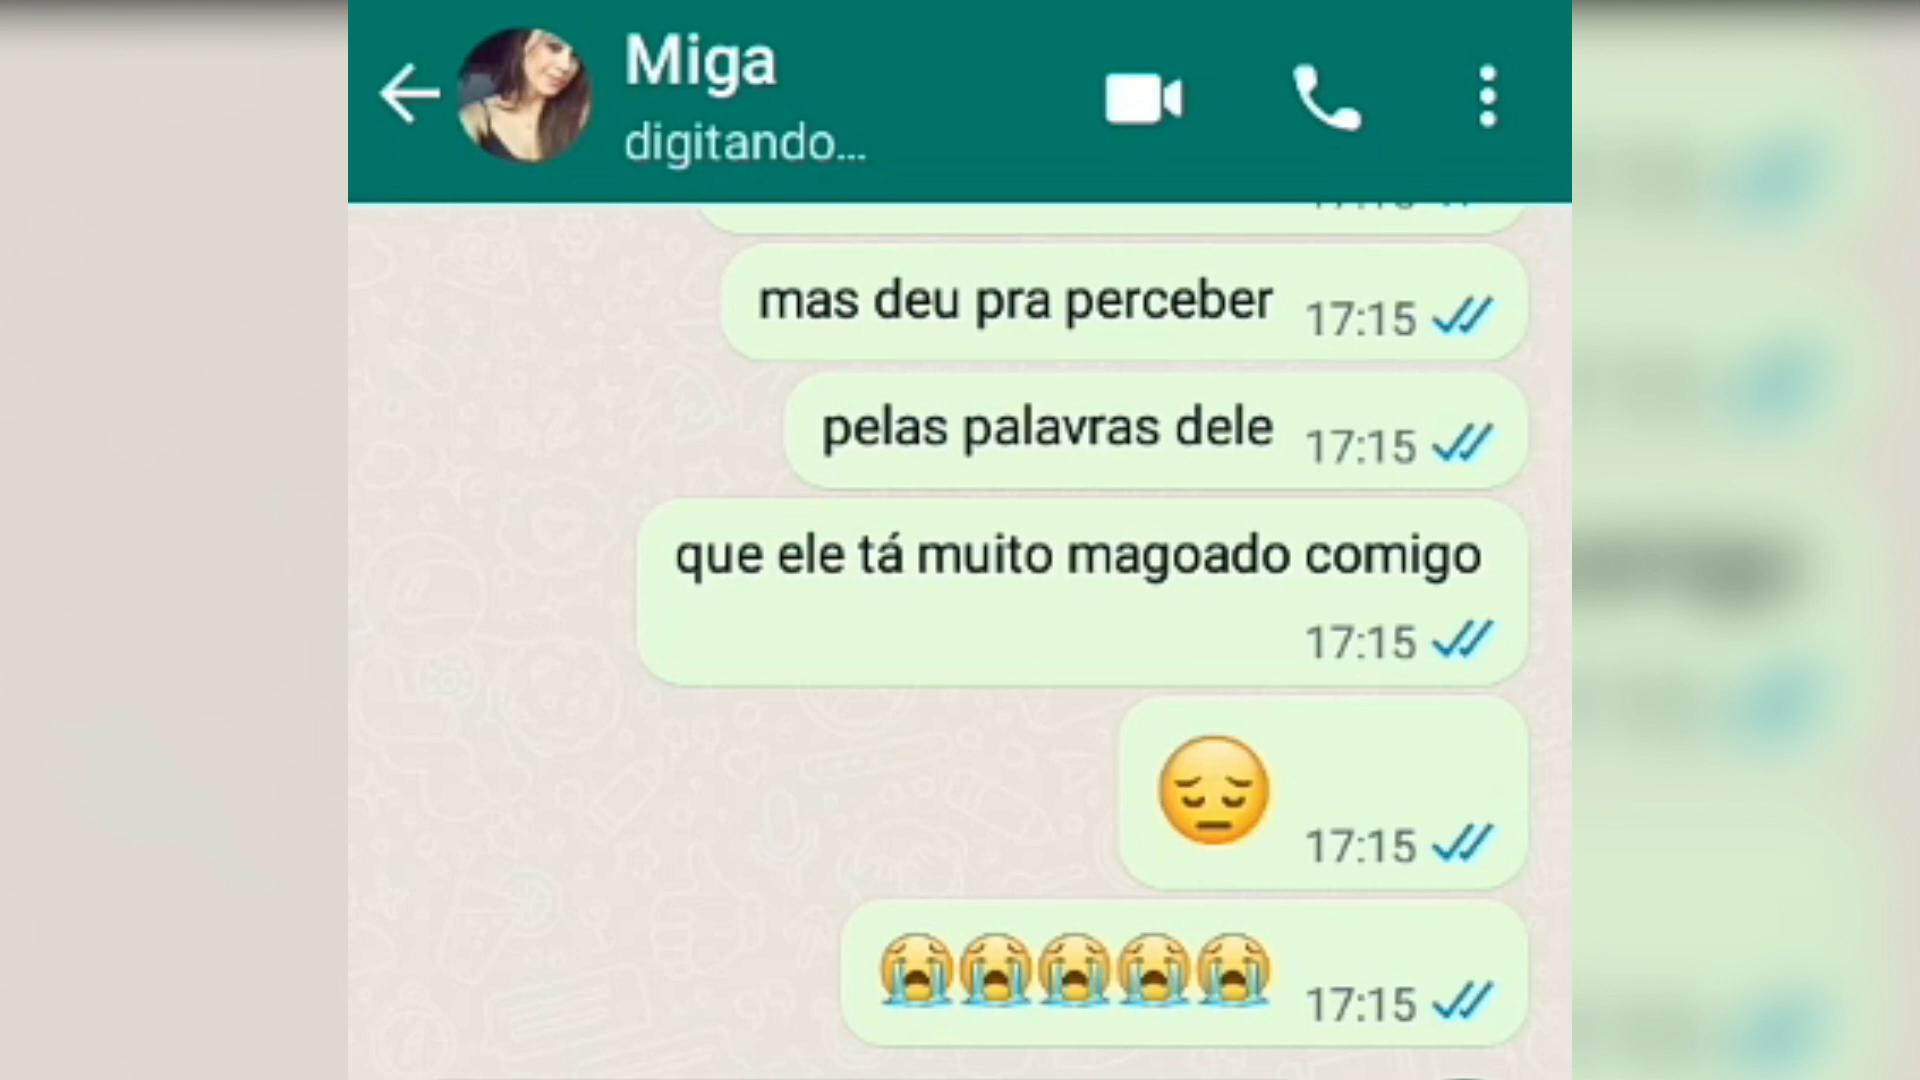 Miga
digitando...
mas deu pra perceber 17:15
pelas palavras dele 17:15
que ele tá muito magoado comigo
17:15
😔 17:15
😭😭😭😭😭 17:15